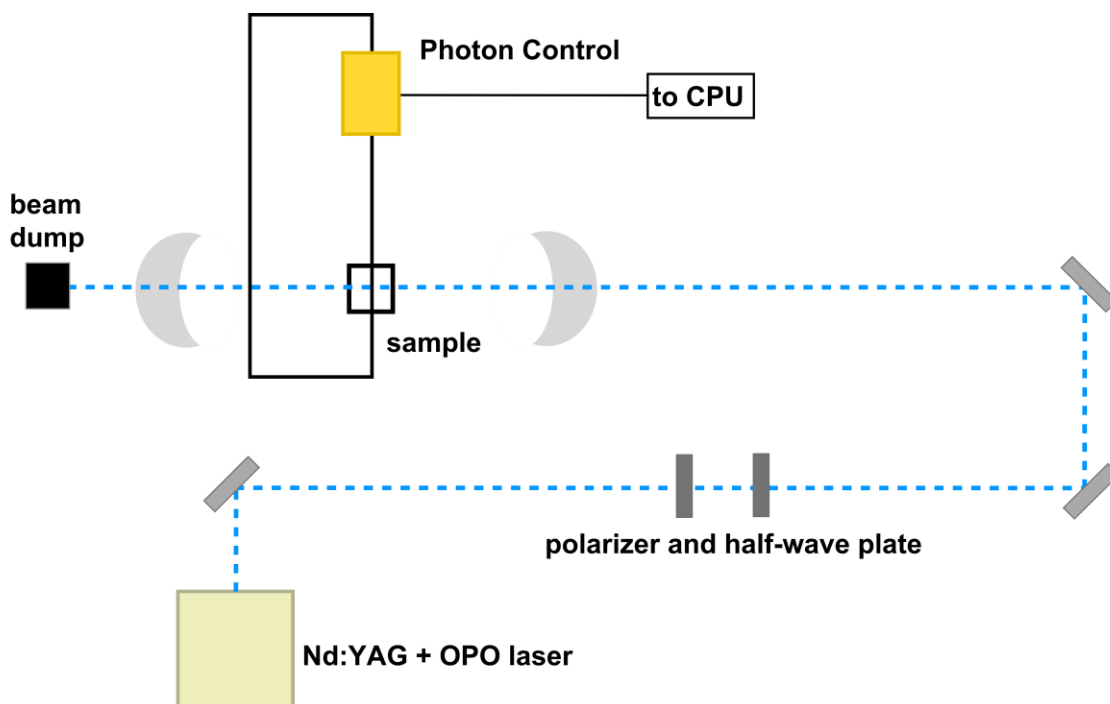 Photon Control
to CPU
beam
dump
sample
polarizer and half-wave plate
Nd:YAG + OPO laser